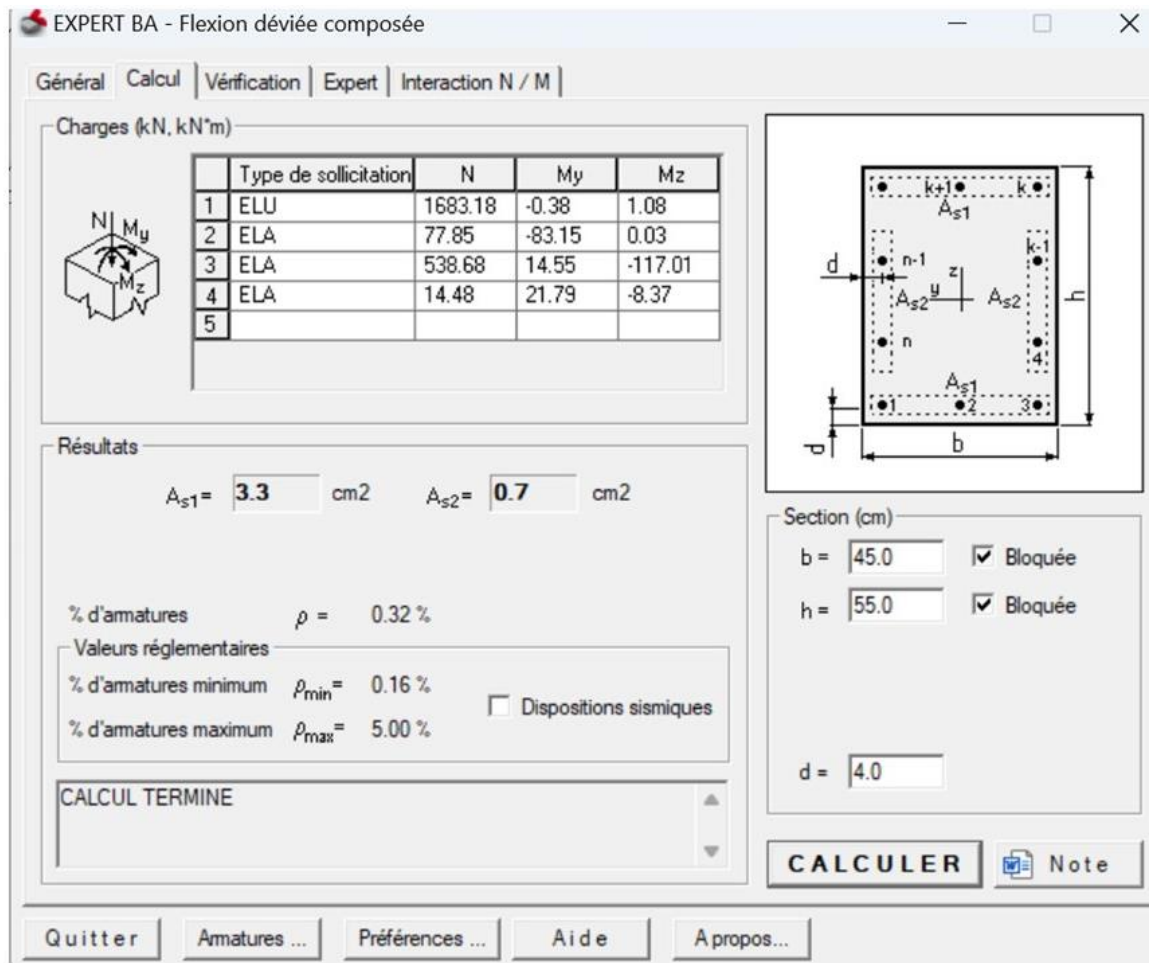 EXPERT BA - Flexion déviée composée
Général Calcul Vérification Expert Interaction N / M
Charges (kN, kN*m)
Type de sollicitation N My Mz
1 ELU 1683.18 -0.38 1.08
2 ELA 77.85 -83.15 0.03
3 ELA 538.68 14.55 -117.01
4 ELA 14.48 21.79 -8.37
5
N My
Mz
k+1 k
As1
k-1
d n-1 z
As2 y As2 h
n 4
As1
1 2 3
d b
Résultats
As1= 3.3 cm2 As2= 0.7 cm2
% d'armatures ρ = 0.32 %
Valeurs réglementaires
% d'armatures minimum ρmin= 0.16 %
Dispositions sismiques
% d'armatures maximum ρmax= 5.00 %
CALCUL TERMINE
Section (cm)
b = 45.0 Bloquée
h = 55.0 Bloquée
d = 4.0
CALCULER Note
Quitter Armatures ... Préférences ... Aide A propos...